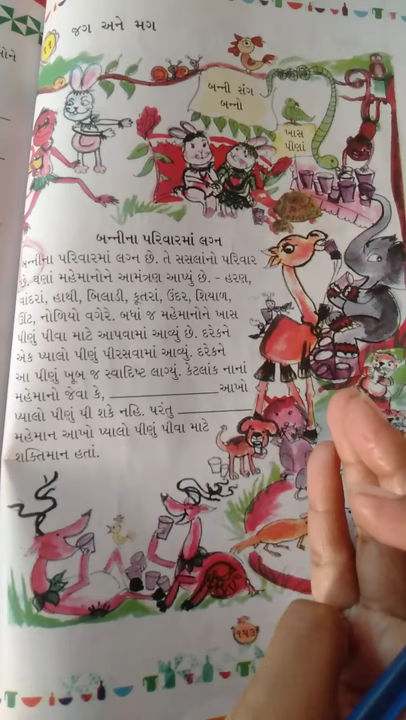 ૧૧
જગ અને મગ
બન્ની સંગ
બન્નો
ખાસ
પીણાં
બન્નીના પરિવારમાં લગ્ન
બન્નીના પરિવારમાં લગ્ન છે. તે સસલાંનો પરિવાર
છે. ઘણાં મહેમાનોને આમંત્રણ આપ્યું છે. - હરણ,
વાંદરાં, હાથી, બિલાડી, કૂતરાં, ઉંદર, શિયાળ,
ઊંટ, નોળિયો વગેરે. બધાં જ મહેમાનોને ખાસ
પીણું પીવા માટે આપવામાં આવ્યું છે. દરેકને
એક પ્યાલો પીણું પીરસવામાં આવ્યું. દરેકને
આ પીણું ખૂબ જ સ્વાદિષ્ટ લાગ્યું. કેટલાંક નાનાં
મહેમાનો જેવા કે, ____________ આખો
પ્યાલો પીણું પી શકે નહિ. પરંતુ ____________
મહેમાન આખો પ્યાલો પીણું પીવા માટે
શક્તિમાન હતાં.
૧૫૩